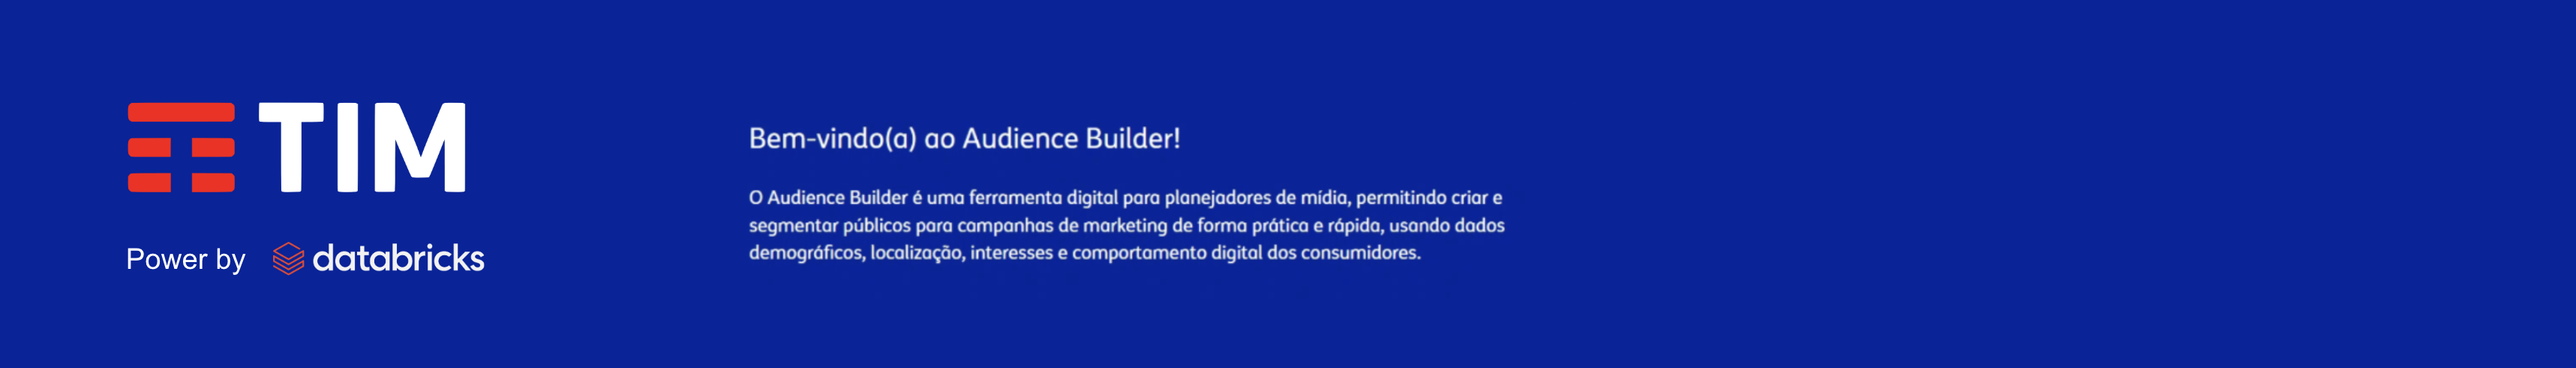 TIM
Power by databricks
Bem-vindo(a) ao Audience Builder!
O Audience Builder é uma ferramenta digital para planejadores de mídia, permitindo criar e
segmentar públicos para campanhas de marketing de forma prática e rápida, usando dados
demográficos, localização, interesses e comportamento digital dos consumidores.